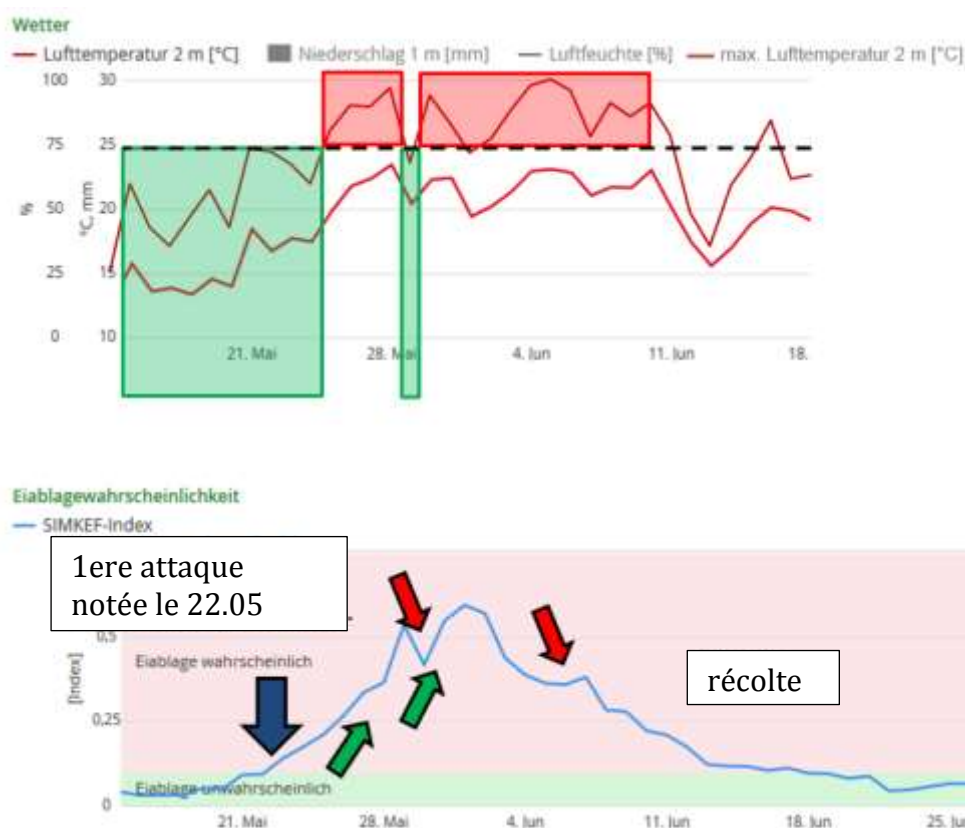 Wetter
Lufttemperatur 2 m [°C] Niederschlag 1 m [mm] Luftfeuchte [%] max. Lufttemperatur 2 m [°C]
100 30
75 25
50 20
25 15
0 10
%
°C, mm
21. Mai 28. Mai 4. Jun 11. Jun 18.
Eiablagewahrscheinlichkeit
SIMKEF-Index
1ere attaque
notée le 22.05
0,5
Eiablage wahrscheinlich
récolte
[Index]
0,25
Eiablage unwahrscheinlich
0
21. Mai 28. Mai 4. Jun 11. Jun 18. Jun 25. Ju